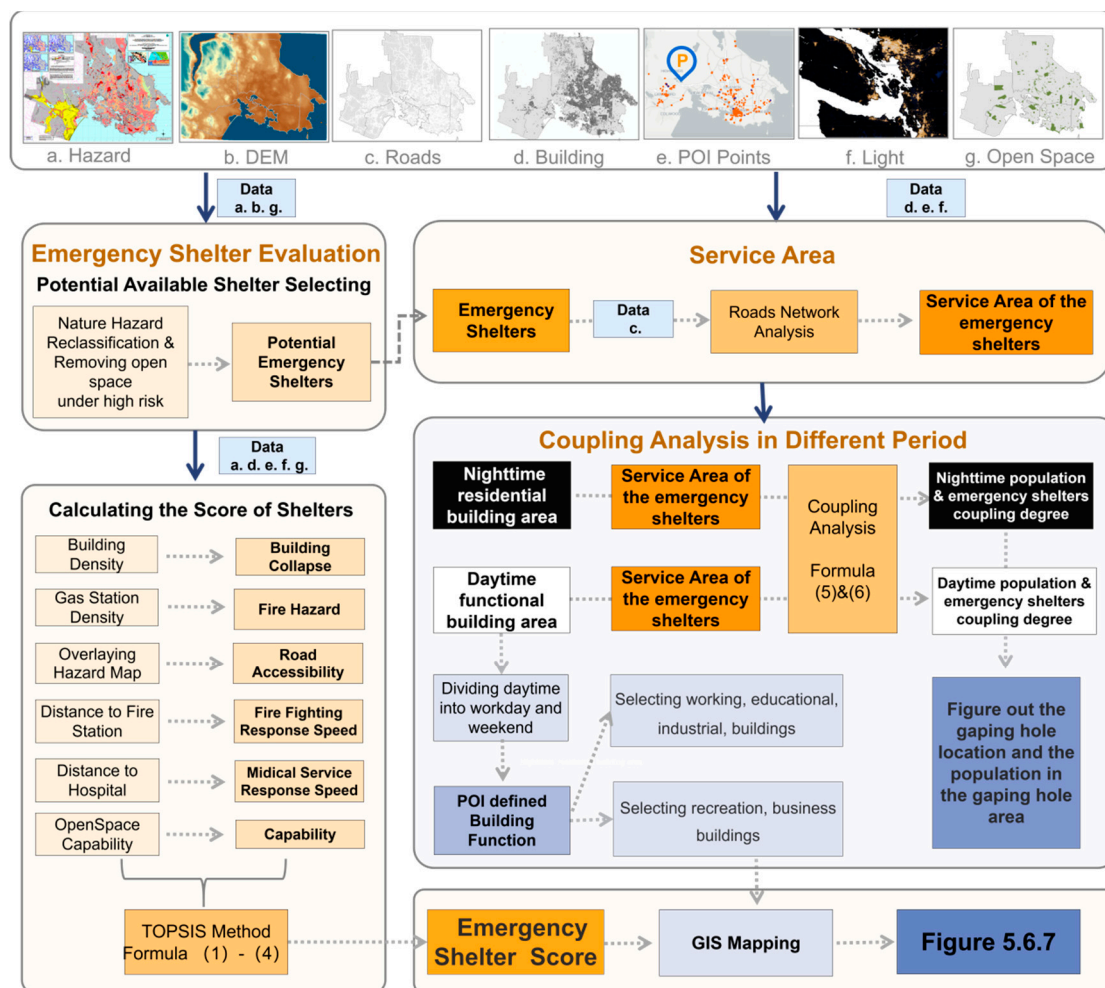 P
a. Hazard
b. DEM
c. Roads
d. Building
e. POI Points
f. Light
g. Open Space
Data
a. b. g.
Data
d. e. f.
Emergency Shelter Evaluation
Potential Available Shelter Selecting
Nature Hazard
Reclassification &
Removing open
space
under high risk
Potential
Emergency
Shelters
Service Area
Emergency
Shelters
Data
c.
Roads Network
Analysis
Service Area of the
emergency
shelters
Data
a. d. e. f. g.
Calculating the Score of Shelters
Building
Density
Building
Collapse
Gas Station
Density
Fire Hazard
Overlaying
Hazard Map
Road
Accessibility
Distance to Fire
Station
Fire Fighting
Response Speed
Distance to
Hospital
Midical Service
Response Speed
OpenSpace
Capability
Capability
TOPSIS Method
Formula (1) - (4)
Coupling Analysis in Different Period
Nighttime
residential
building area
Service Area of
the emergency
shelters
Coupling
Analysis
Formula
(5)&(6)
Nighttime population
& emergency shelters
coupling degree
Daytime
functional
building area
Service Area of
the emergency
shelters
Daytime population &
emergency shelters
coupling degree
Dividing daytime
into workday and
weekend
Selecting working, educational,
industrial, buildings
POI defined
Building
Function
Selecting recreation, business
buildings
Figure out the
gaping hole
location and the
population in
the gaping hole
area
Emergency
Shelter Score
GIS Mapping
Figure 5.6.7